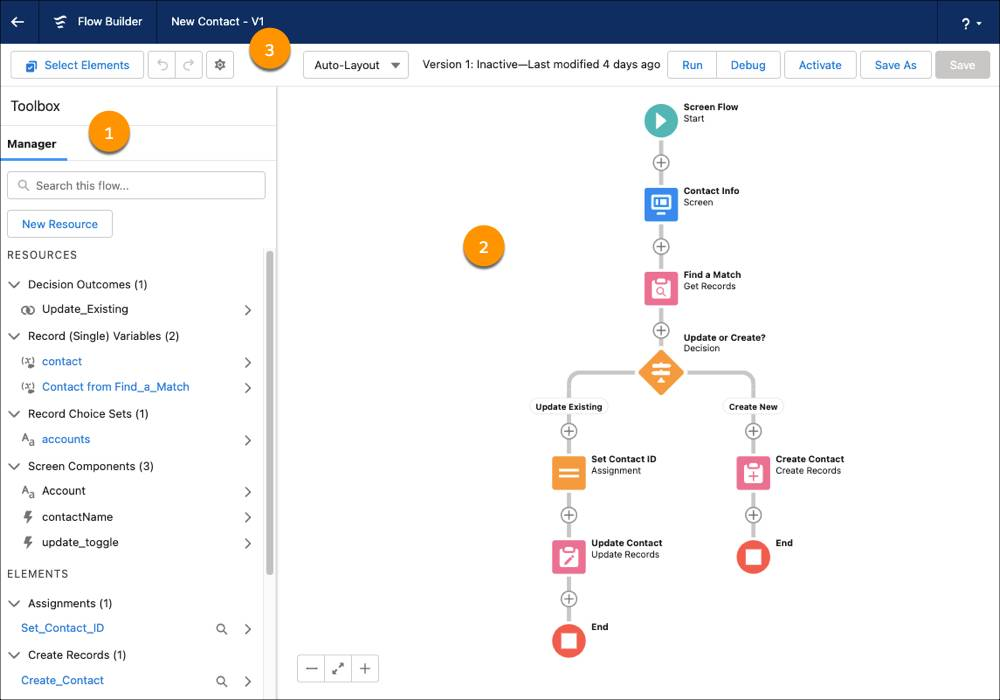 Flow Builder
New Contact - V1
?
3
Select Elements
Auto-Layout
Version 1: Inactive—Last modified 4 days ago
Run
Debug
Activate
Save As
Save
Toolbox
1
Manager
Search this flow...
New Resource
RESOURCES
Decision Outcomes (1)
Update_Existing
Record (Single) Variables (2)
contact
Contact from Find_a_Match
Record Choice Sets (1)
Aa accounts
Screen Components (3)
Aa Account
contactName
update_toggle
ELEMENTS
Assignments (1)
Set_Contact_ID
Create Records (1)
Create_Contact
2
Screen Flow
Start
Contact Info
Screen
Find a Match
Get Records
Update or Create?
Decision
Update Existing
Create New
Set Contact ID
Assignment
Create Contact
Create Records
Update Contact
Update Records
End
End